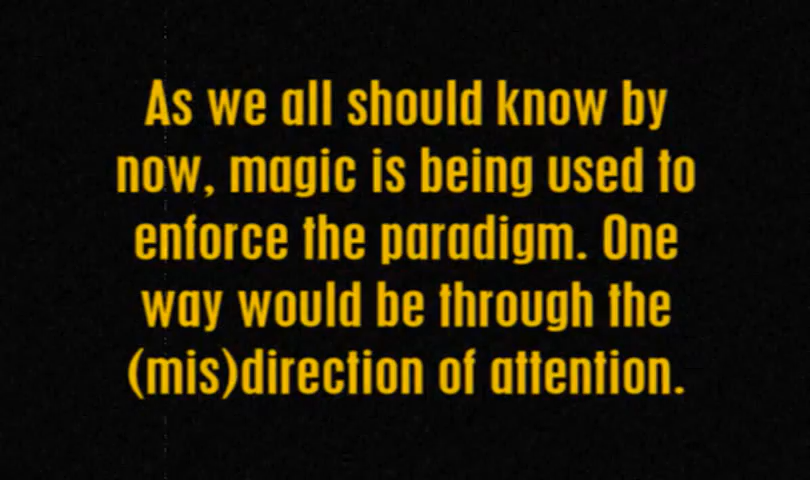 As we all should know by
now, magic is being used to
enforce the paradigm. One
way would be through the
(mis)direction of attention.